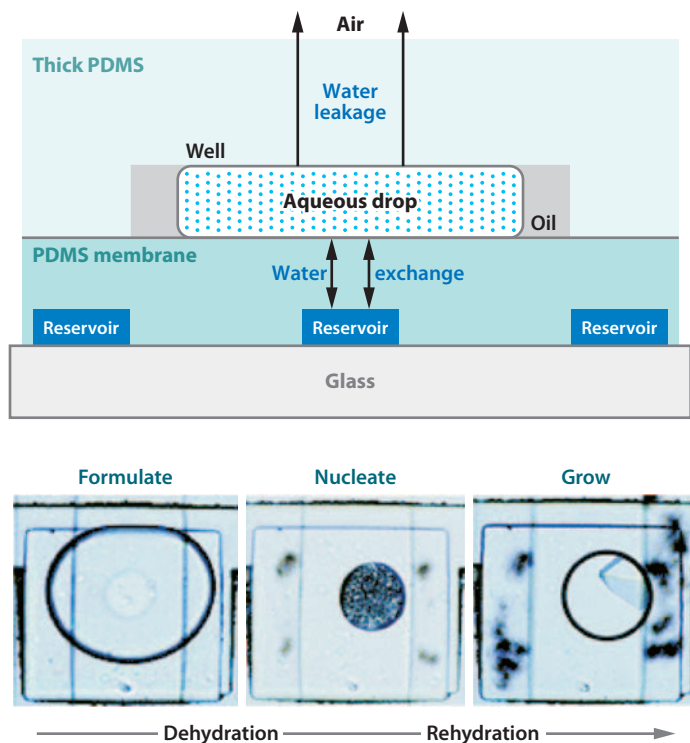 Air
Thick PDMS
Water
leakage
Well
Aqueous drop
Oil
PDMS membrane
Water exchange
Reservoir Reservoir Reservoir
Glass
Formulate Nucleate Grow
Dehydration Rehydration